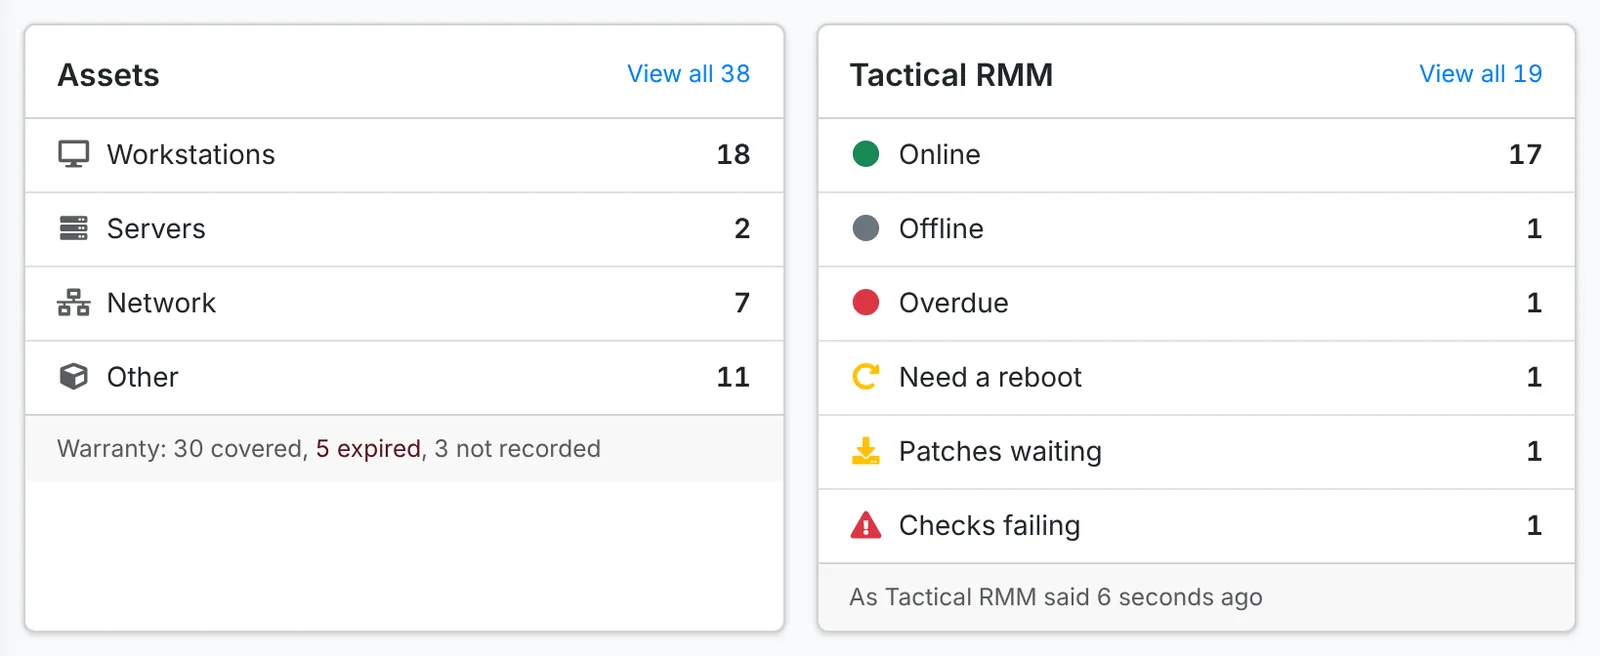 Assets
View all 38
Workstations 18
Servers 2
Network 7
Other 11
Warranty: 30 covered, 5 expired, 3 not recorded
Tactical RMM
View all 19
Online 17
Offline 1
Overdue 1
Need a reboot 1
Patches waiting 1
Checks failing 1
As Tactical RMM said 6 seconds ago